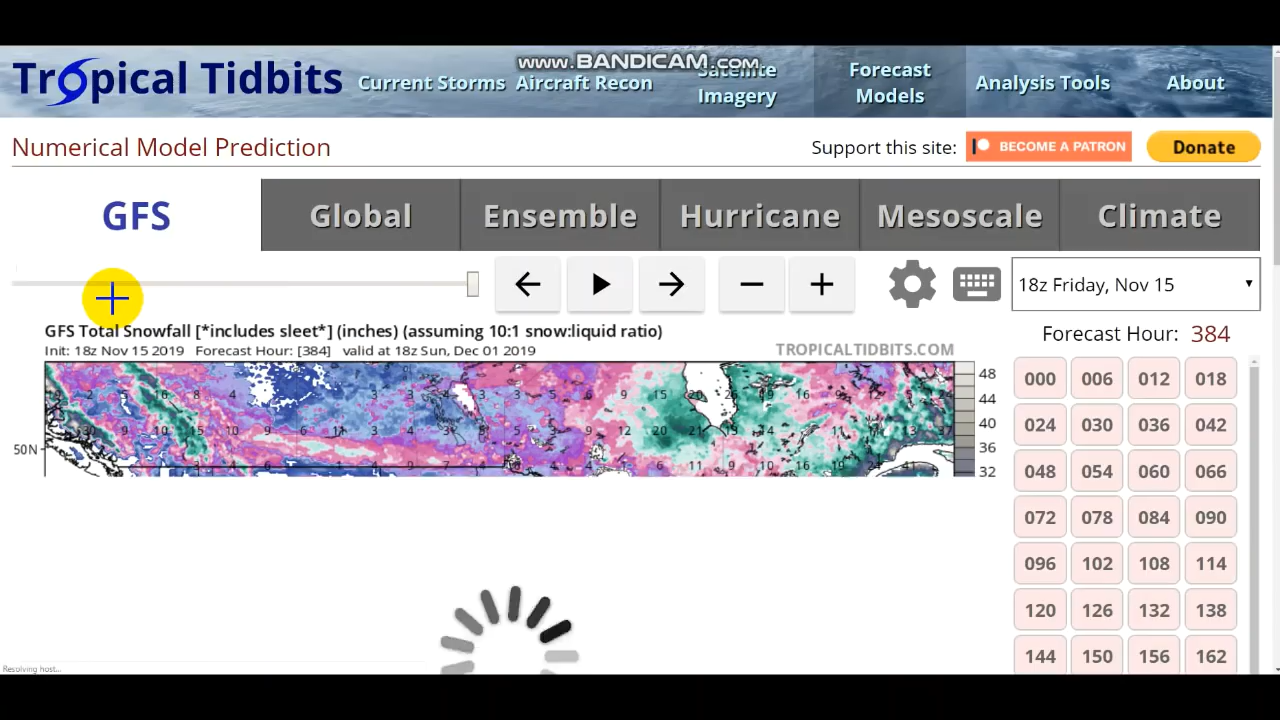 www.BANDICAM.com
Tropical Tidbits
Current Storms
Aircraft Recon
Satellite
Imagery
Forecast
Models
Analysis Tools
About
Numerical Model Prediction
Support this site:
BECOME A PATRON
Donate
GFS
Global
Ensemble
Hurricane
Mesoscale
Climate
18z Friday, Nov 15
GFS Total Snowfall [*includes sleet*] (inches) (assuming 10:1 snow:liquid ratio)
Init: 18z Nov 15 2019 Forecast Hour: [384] valid at 18z Sun, Dec 01 2019
TROPICALTIDBITS.COM
50N
48
44
40
36
32
Forecast Hour: 384
000 006 012 018
024 030 036 042
048 054 060 066
072 078 084 090
096 102 108 114
120 126 132 138
144 150 156 162
Resolving host...